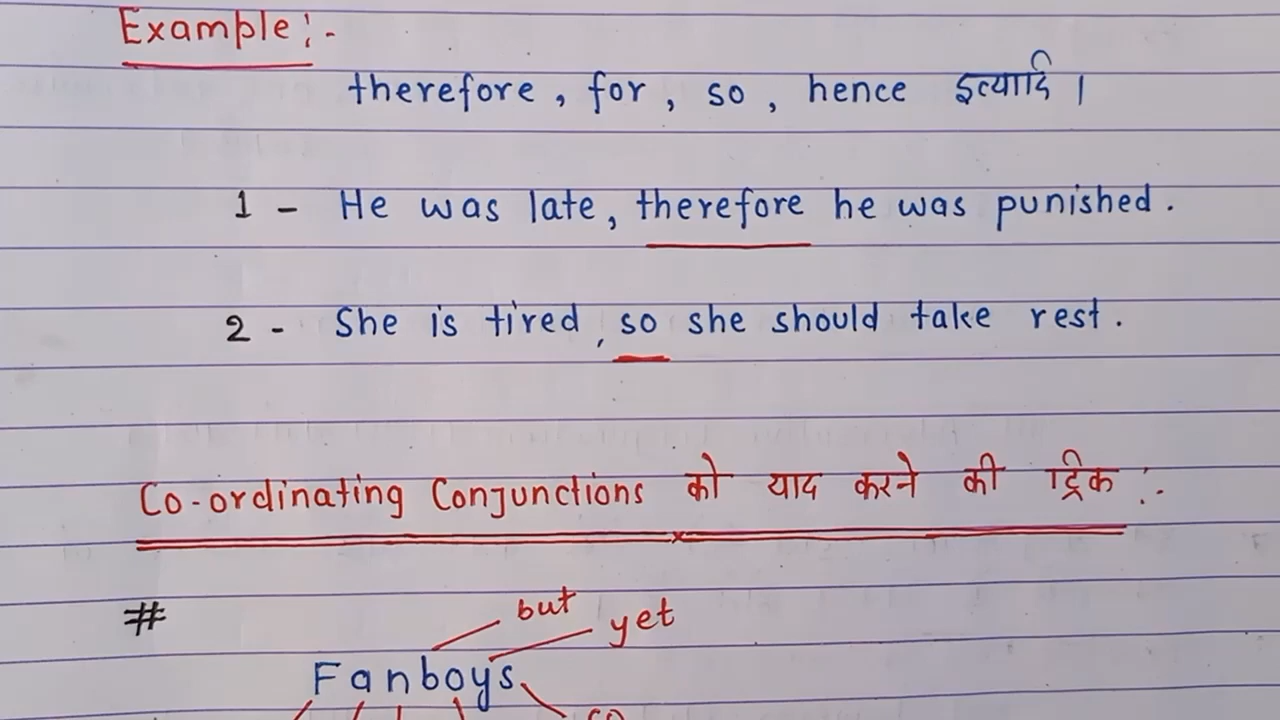 Example :-
therefore, for, so, hence इत्यादि ।
1 - He was late, therefore he was punished.
2 - She is tired, so she should take rest.
Co-ordinating Conjunctions को याद करने की ट्रिक :-
#
but
yet
Fanboys
so